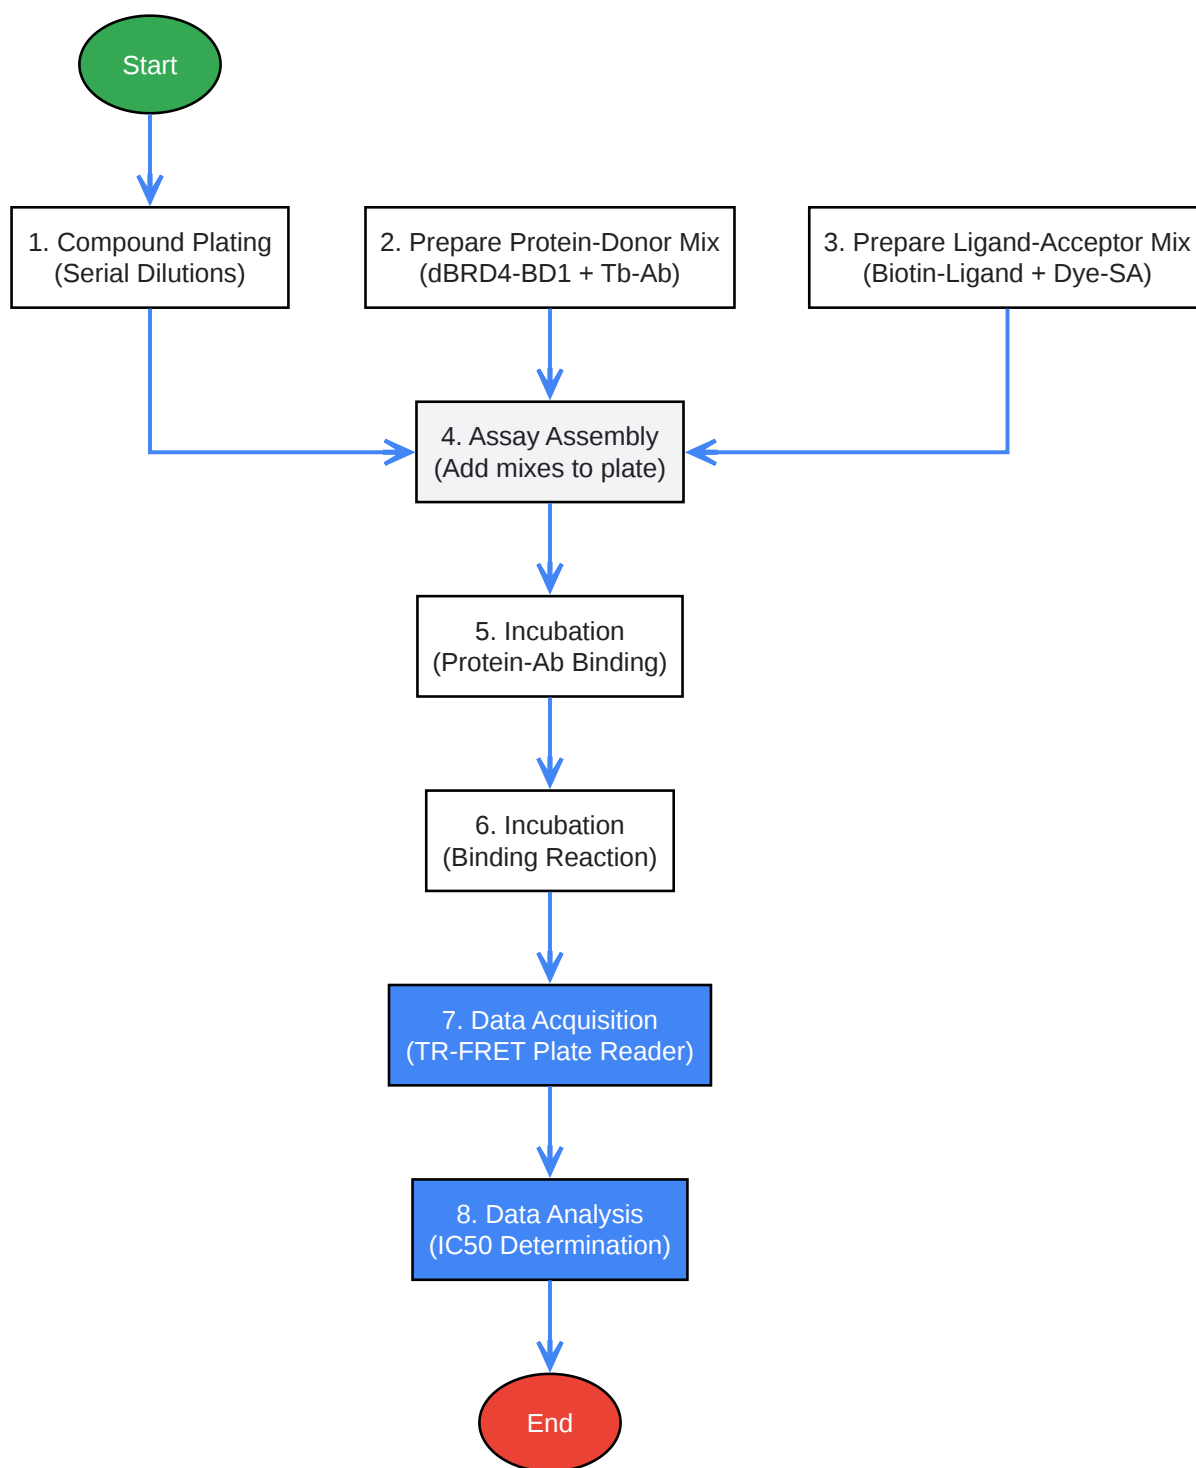 Start
1. Compound Plating
(Serial Dilutions)
2. Prepare Protein-Donor Mix
(dBRD4-BD1 + Tb-Ab)
3. Prepare Ligand-Acceptor Mix
(Biotin-Ligand + Dye-SA)
4. Assay Assembly
(Add mixes to plate)
5. Incubation
(Protein-Ab Binding)
6. Incubation
(Binding Reaction)
7. Data Acquisition
(TR-FRET Plate Reader)
8. Data Analysis
(IC50 Determination)
End